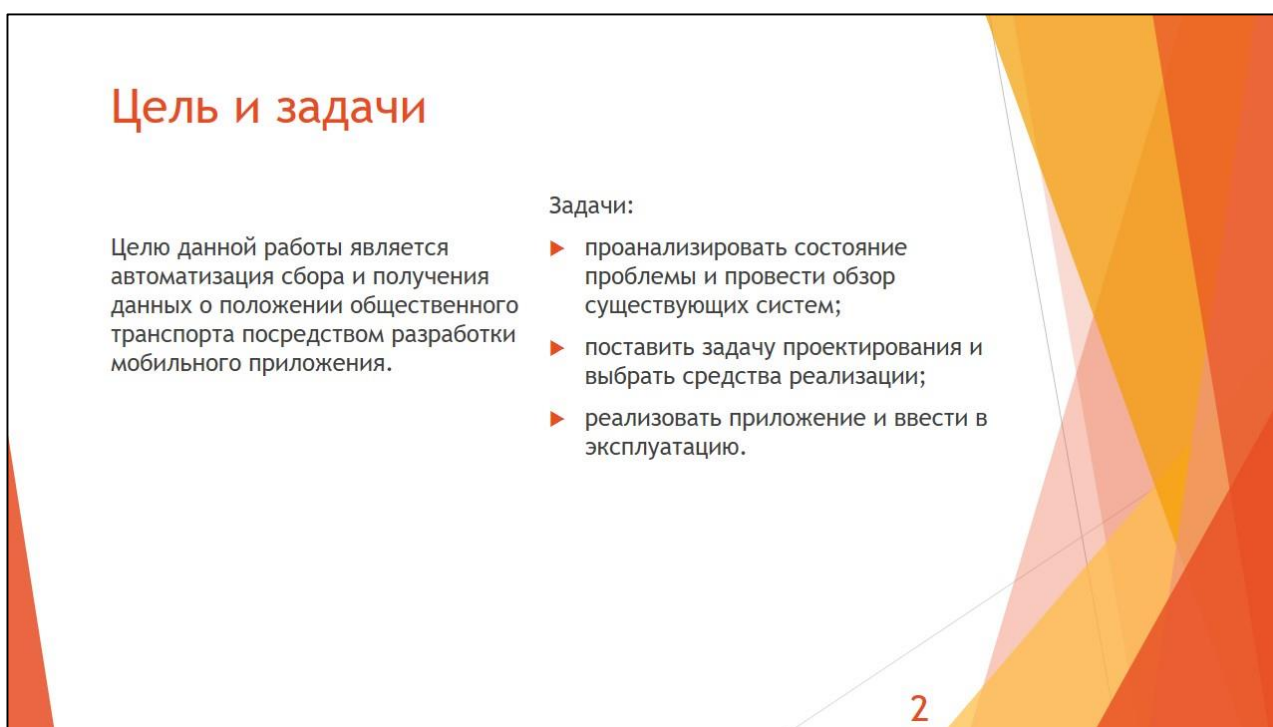 Цель и задачи
Целю данной работы является
автоматизация сбора и получения
данных о положении общественного
транспорта посредством разработки
мобильного приложения.
Задачи:
проанализировать состояние
проблемы и провести обзор
существующих систем;
поставить задачу проектирования и
выбрать средства реализации;
реализовать приложение и ввести в
эксплуатацию.
2